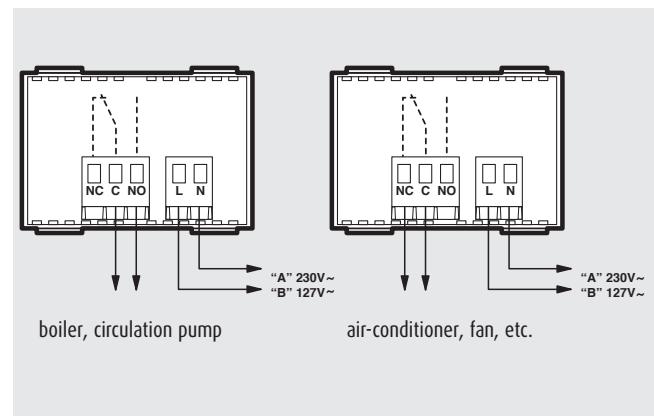 NC C NO L N
NC C NO L N
“A” 230V~
“B” 127V~
“A” 230V~
“B” 127V~
boiler, circulation pump
air-conditioner, fan, etc.